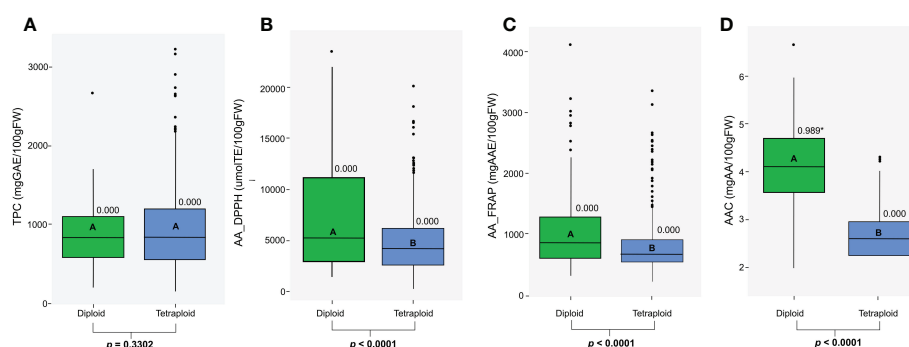 A
TPC (mgGAE/100gFW)
3000
2000
1000
0
0.000
A
0.000
A
Diploid
Tetraploid
p = 0.3302
B
AA_DPPH (umolTE/100gFW)
i
20000
15000
10000
5000
0
0.000
A
0.000
B
Diploid
Tetraploid
p < 0.0001
C
AA_FRAP (mgAAE/100gFW)
4000
3000
2000
1000
0
0.000
A
0.000
B
Diploid
Tetraploid
p < 0.0001
D
AAC (mgAA/100gFW)
6
5
4
3
2
0.989*
A
0.000
B
Diploid
Tetraploid
p < 0.0001